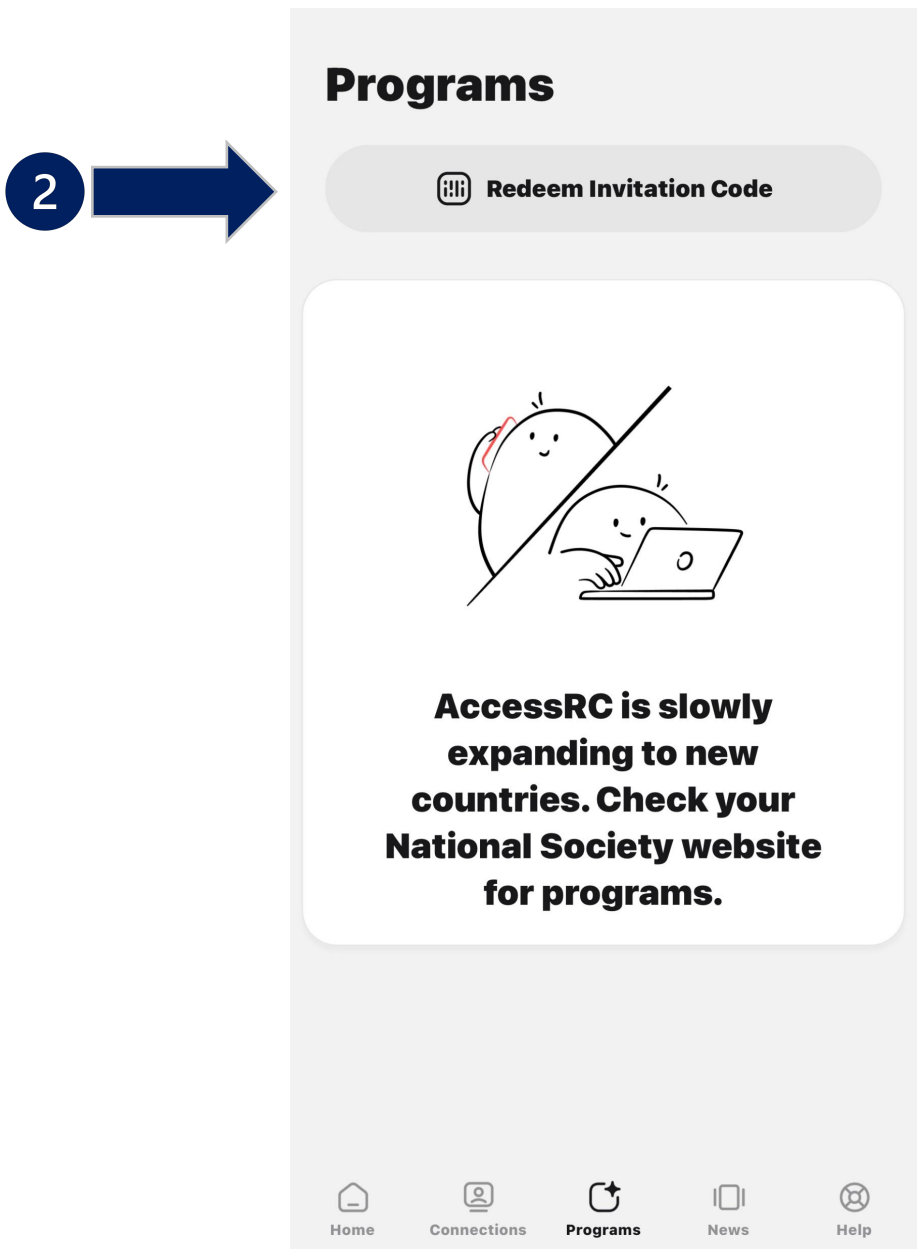 Programs
2
Redeem Invitation Code
AccessRC is slowly
expanding to new
countries. Check your
National Society website
for programs.
Home
Connections
Programs
News
Help